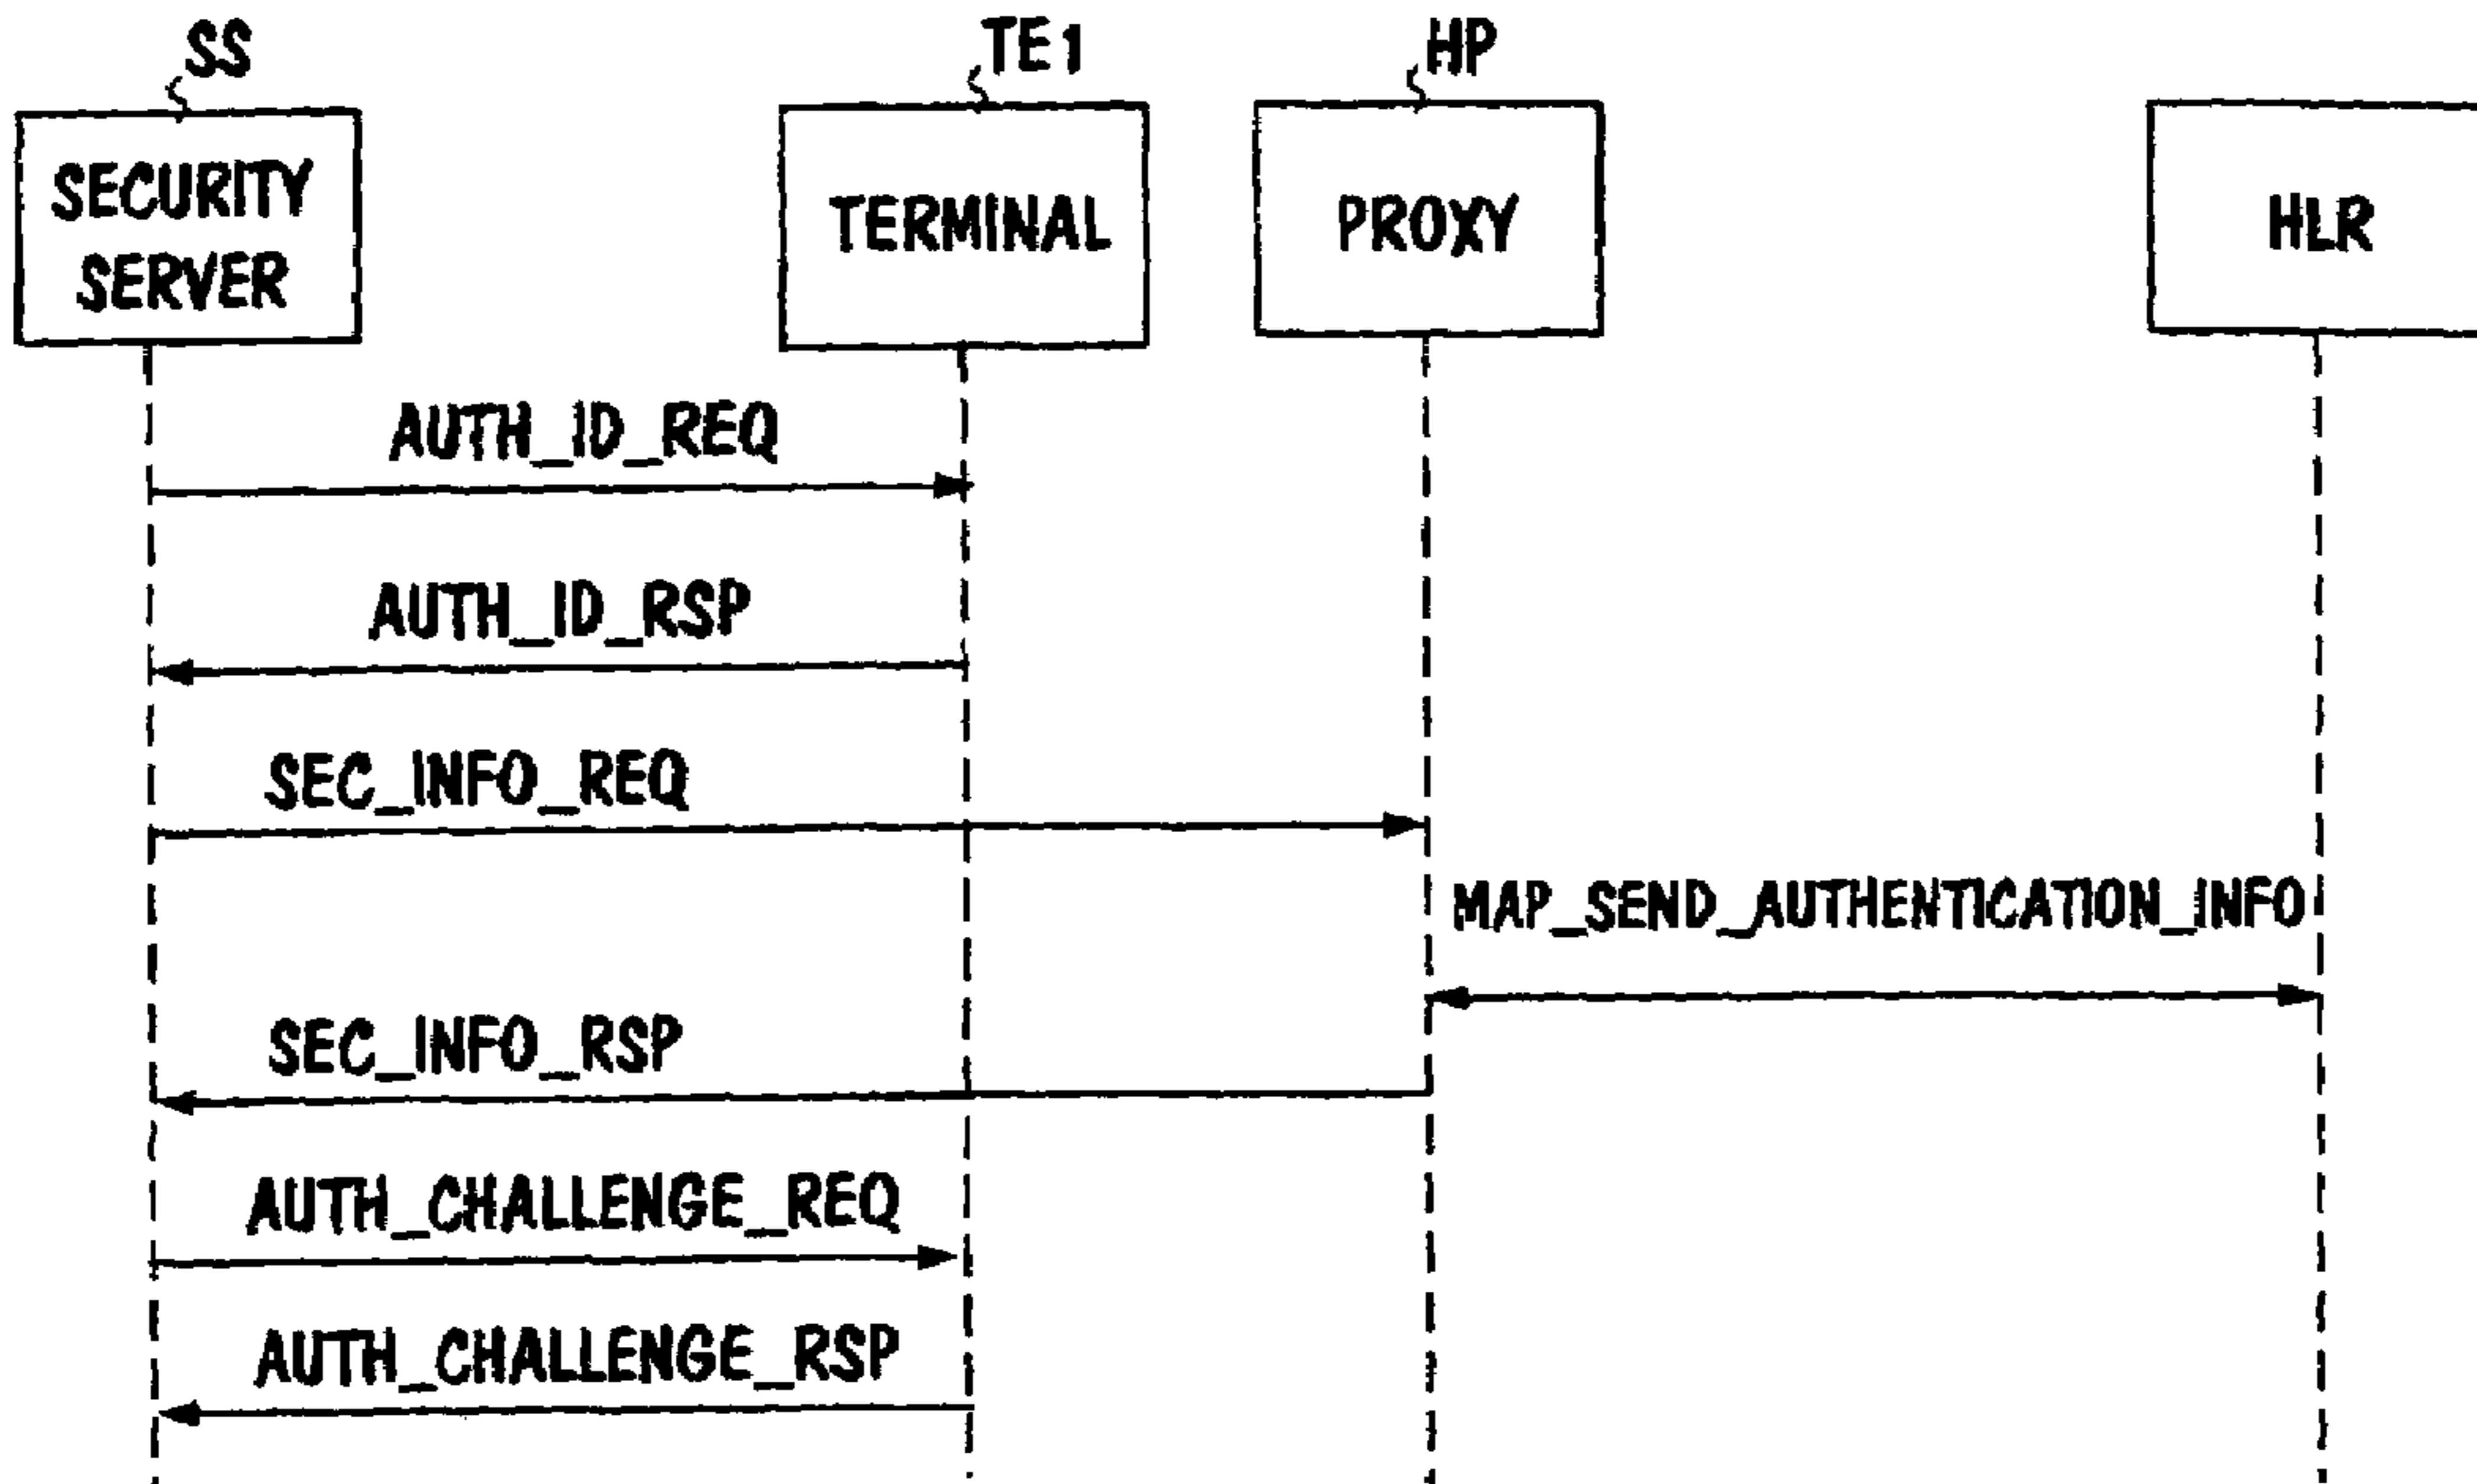 SS
TE1
HP
SECURITY
SERVER
TERMINAL
PROXY
HLR
AUTH_ID_REQ
AUTH_ID_RSP
SEC_INFO_REQ
MAP_SEND_AUTHENTICATION_INFO
SEC_INFO_RSP
AUTH_CHALLENGE_REQ
AUTH_CHALLENGE_RSP